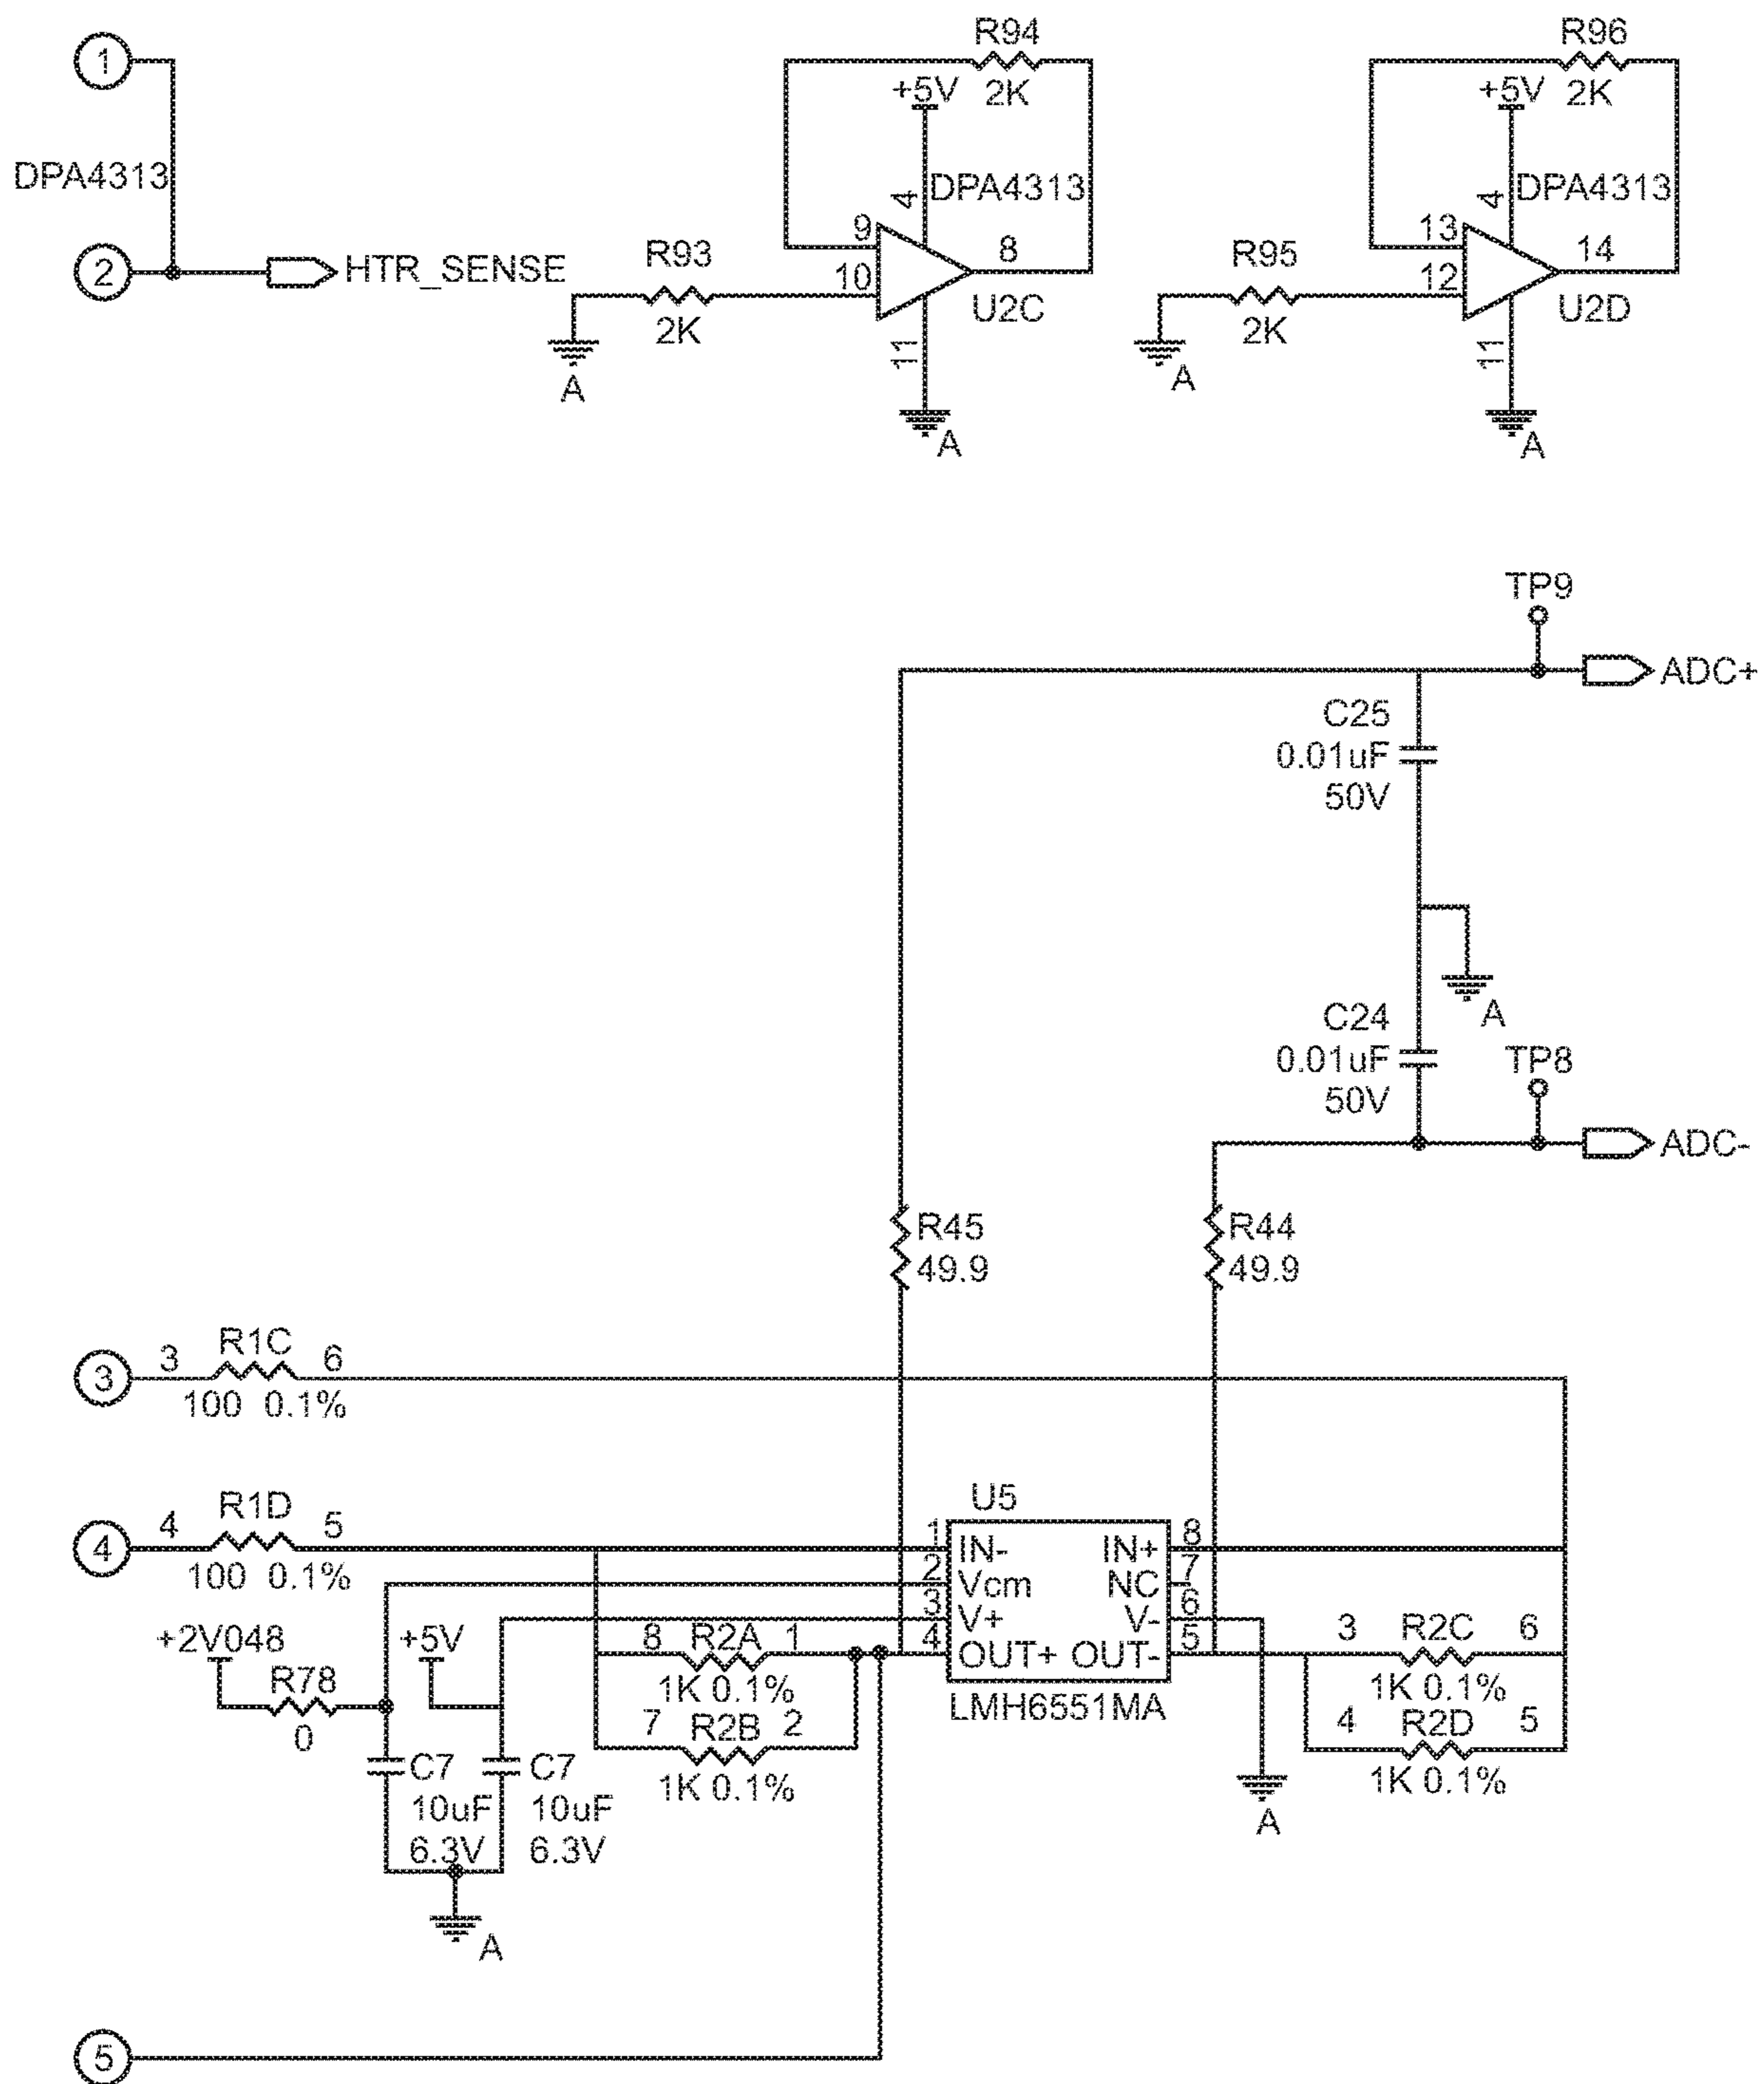 1
DPA4313
2
HTR_SENSE
R94
2K
+5V
4
DPA4313
9
10
8
U2C
11
A
R93
2K
A
R96
2K
+5V
4
DPA4313
13
12
14
U2D
11
A
R95
2K
A
TP9
ADC+
C25
0.01uF
50V
A
C24
0.01uF
50V
TP8
ADC-
R45
49.9
R44
49.9
3
3
R1C
6
100 0.1%
4
4
R1D
5
100 0.1%
U5
1
IN-
IN+
8
2
Vcm
NC
7
3
V+
V-
6
4
OUT+
OUT-
5
LMH6551MA
+2V048
R78
0
+5V
8
R2A
1
1K 0.1%
7
R2B
2
1K 0.1%
3
R2C
6
1K 0.1%
4
R2D
5
1K 0.1%
C7
10uF
6.3V
C7
10uF
6.3V
A
A
5